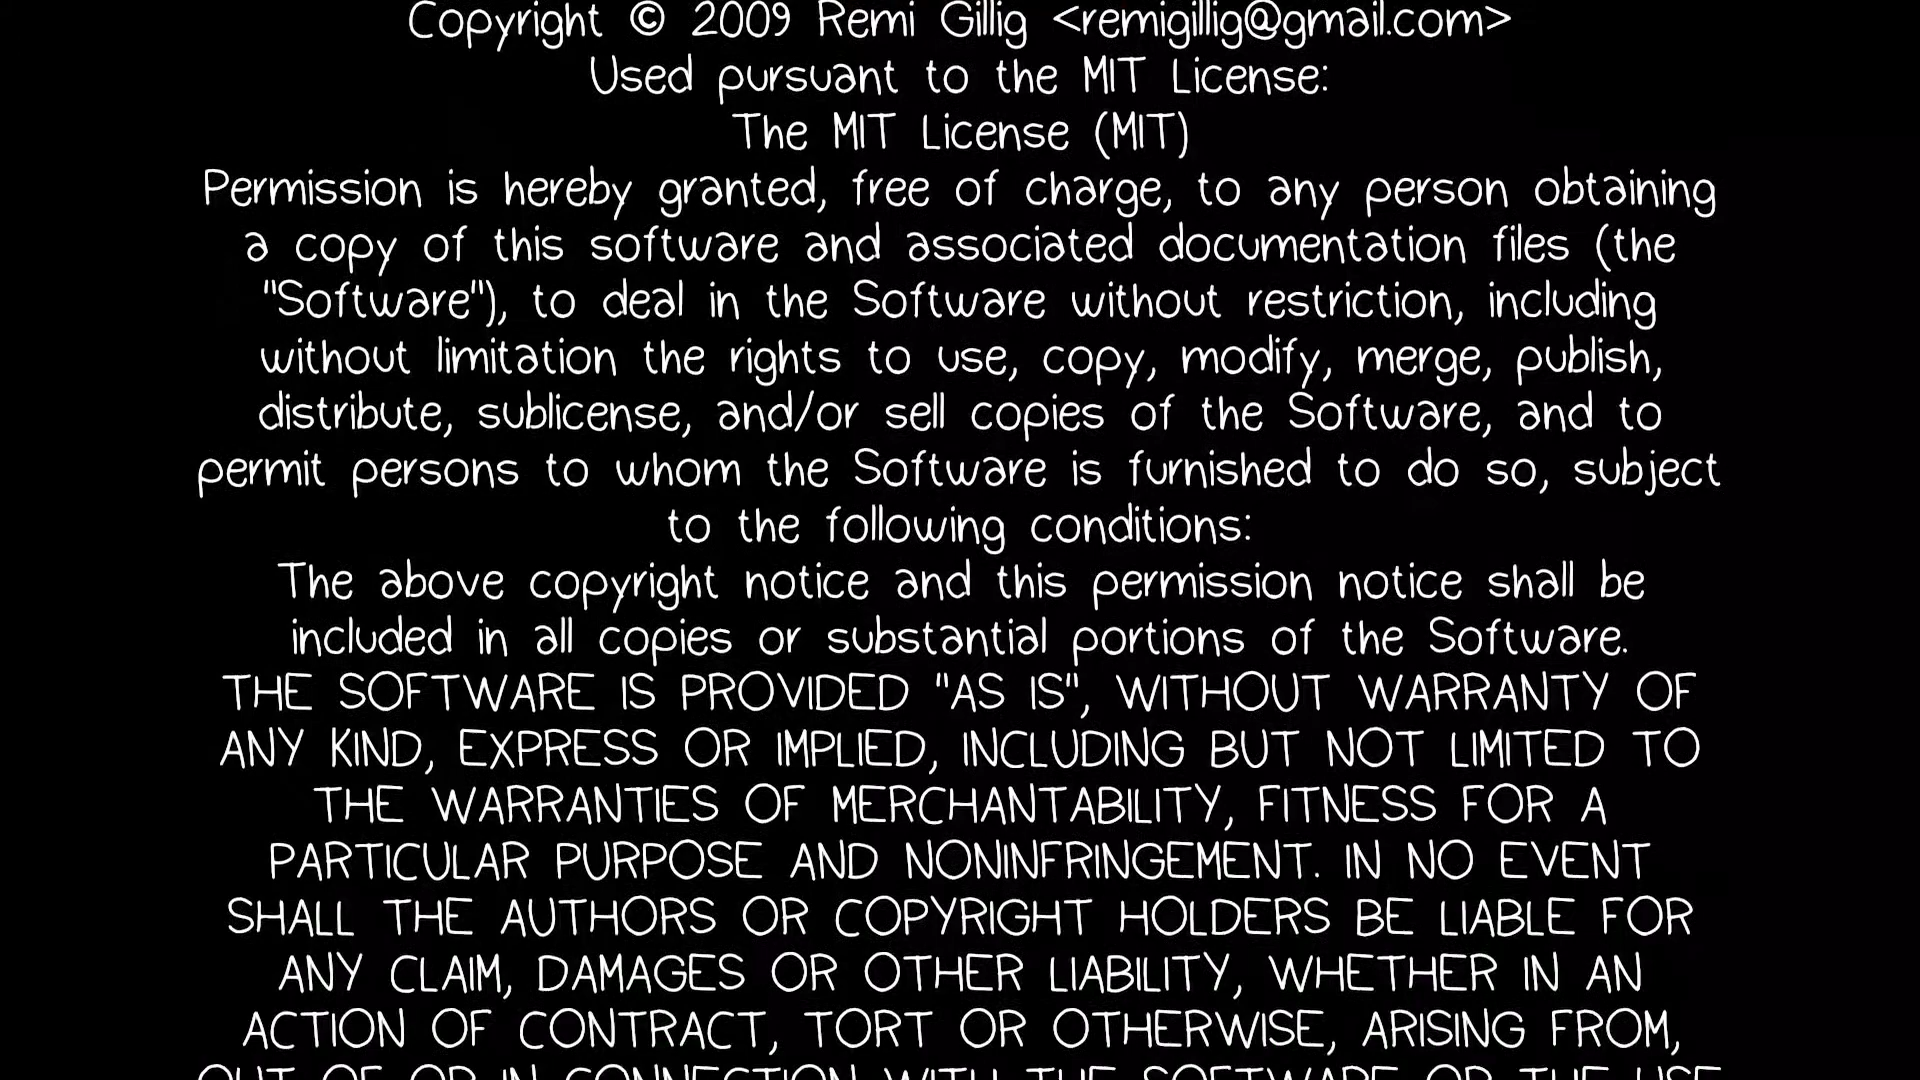 Copyright © 2009 Remi Gillig <remigillig@gmail.com>
Used pursuant to the MIT License:
The MIT License (MIT)
Permission is hereby granted, free of charge, to any person obtaining
a copy of this software and associated documentation files (the
"Software"), to deal in the Software without restriction, including
without limitation the rights to use, copy, modify, merge, publish,
distribute, sublicense, and/or sell copies of the Software, and to
permit persons to whom the Software is furnished to do so, subject
to the following conditions:
The above copyright notice and this permission notice shall be
included in all copies or substantial portions of the Software.
THE SOFTWARE IS PROVIDED "AS IS", WITHOUT WARRANTY OF
ANY KIND, EXPRESS OR IMPLIED, INCLUDING BUT NOT LIMITED TO
THE WARRANTIES OF MERCHANTABILITY, FITNESS FOR A
PARTICULAR PURPOSE AND NONINFRINGEMENT. IN NO EVENT
SHALL THE AUTHORS OR COPYRIGHT HOLDERS BE LIABLE FOR
ANY CLAIM, DAMAGES OR OTHER LIABILITY, WHETHER IN AN
ACTION OF CONTRACT, TORT OR OTHERWISE, ARISING FROM,
OUT OF OR IN CONNECTION WITH THE SOFTWARE OR THE USE